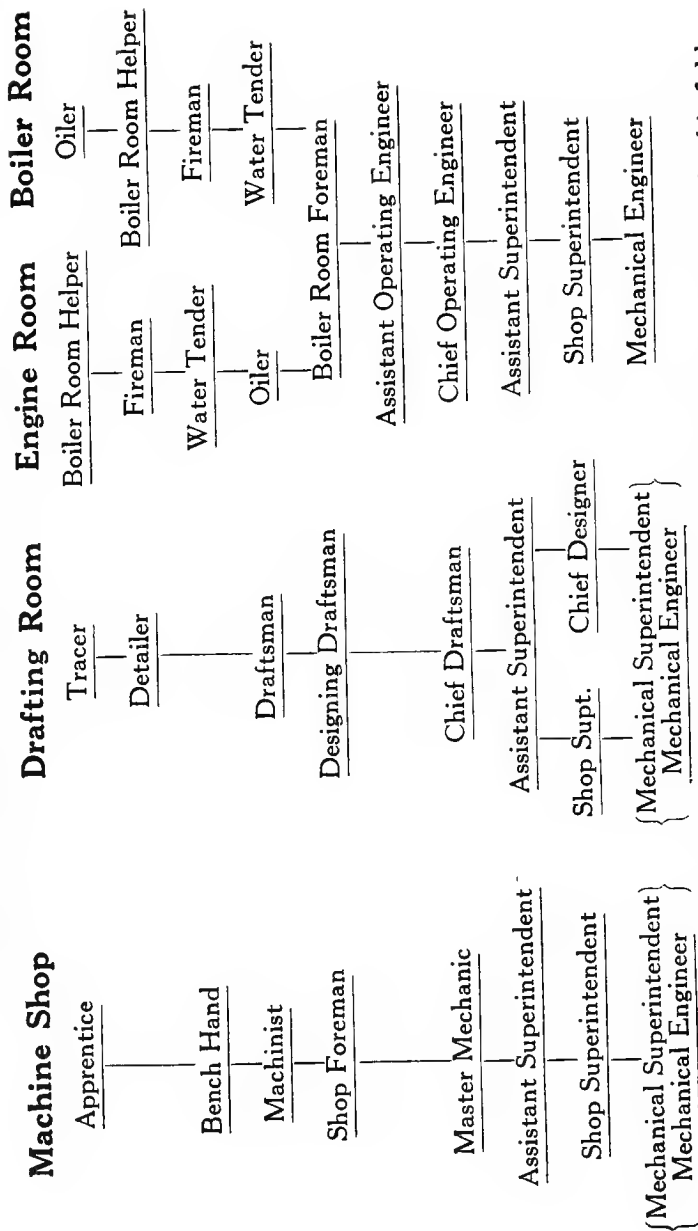 Machine Shop
Apprentice
Bench Hand
Machinist
Shop Foreman
Master Mechanic
Assistant Superintendent
Shop Superintendent
Mechanical Superintendent
Mechanical Engineer
Drafting Room
Tracer
Detailer
Draftsman
Designing Draftsman
Chief Draftsman
Assistant Superintendent
Shop Supt.
Chief Designer
Mechanical Superintendent
Mechanical Engineer
Engine Room
Boiler Room Helper
Fireman
Water Tender
Oiler
Boiler Room
Oiler
Boiler Room Helper
Fireman
Water Tender
Boiler Room Foreman
Assistant Operating Engineer
Chief Operating Engineer
Assistant Superintendent
Shop Superintendent
Mechanical Engineer